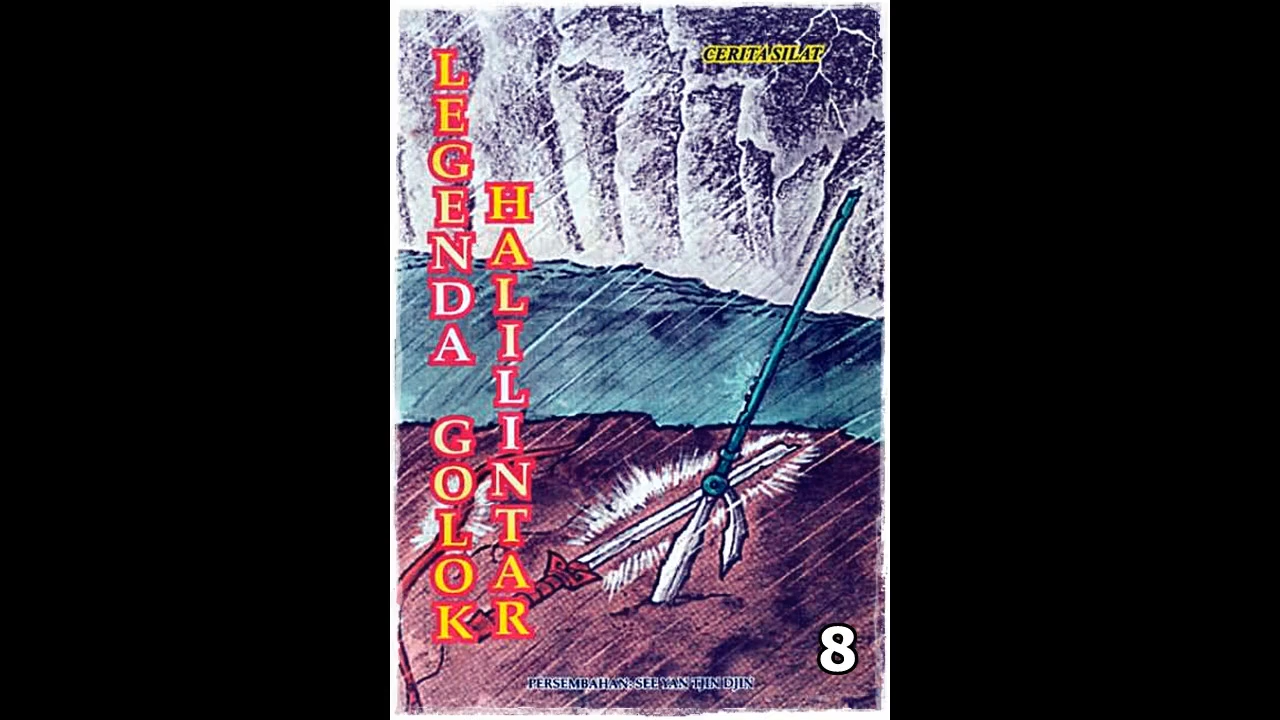 CERITA SILAT
LEGENDA GOLOK
HALILINTAR
8
PERSEMBAHAN: SEE YAN TJIN DJIN